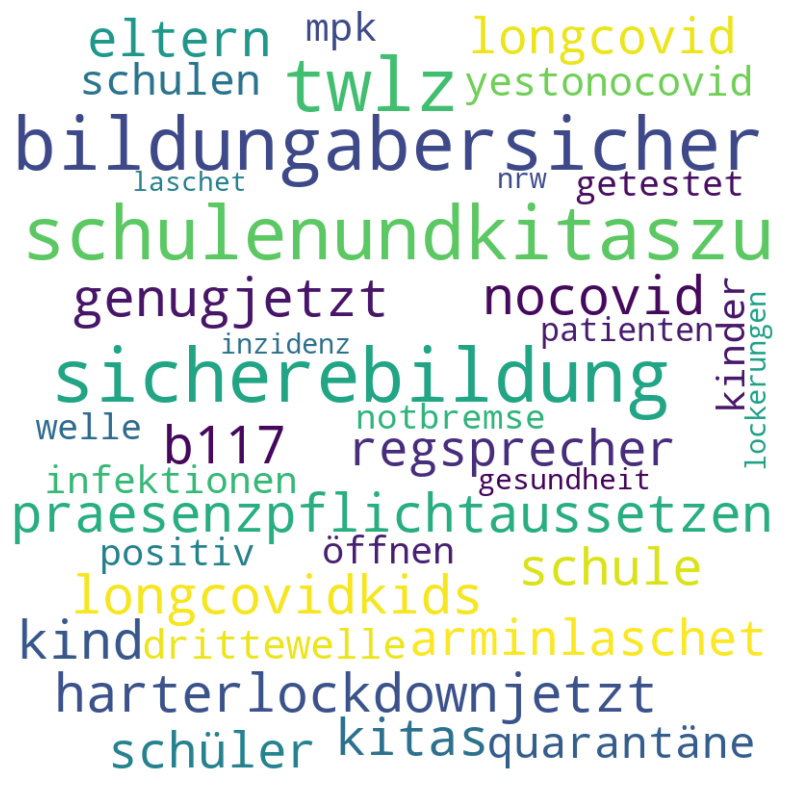 eltern mpk longcovid
schulen twlz yestonocovid
bildungabersicher
laschet nrw getestet
schulenundkitaszu
genugjetzt nocovid
inzidenz patienten kinder lockerungen
sicherebildung
welle notbremse
b117 regsprecher
infektionen gesundheit
praesenzpflichtaussetzen
positiv öffnen schule
longcovidkids
kind drittewelle arminlaschet
harterlockdownjetzt
schüler kitas quarantäne